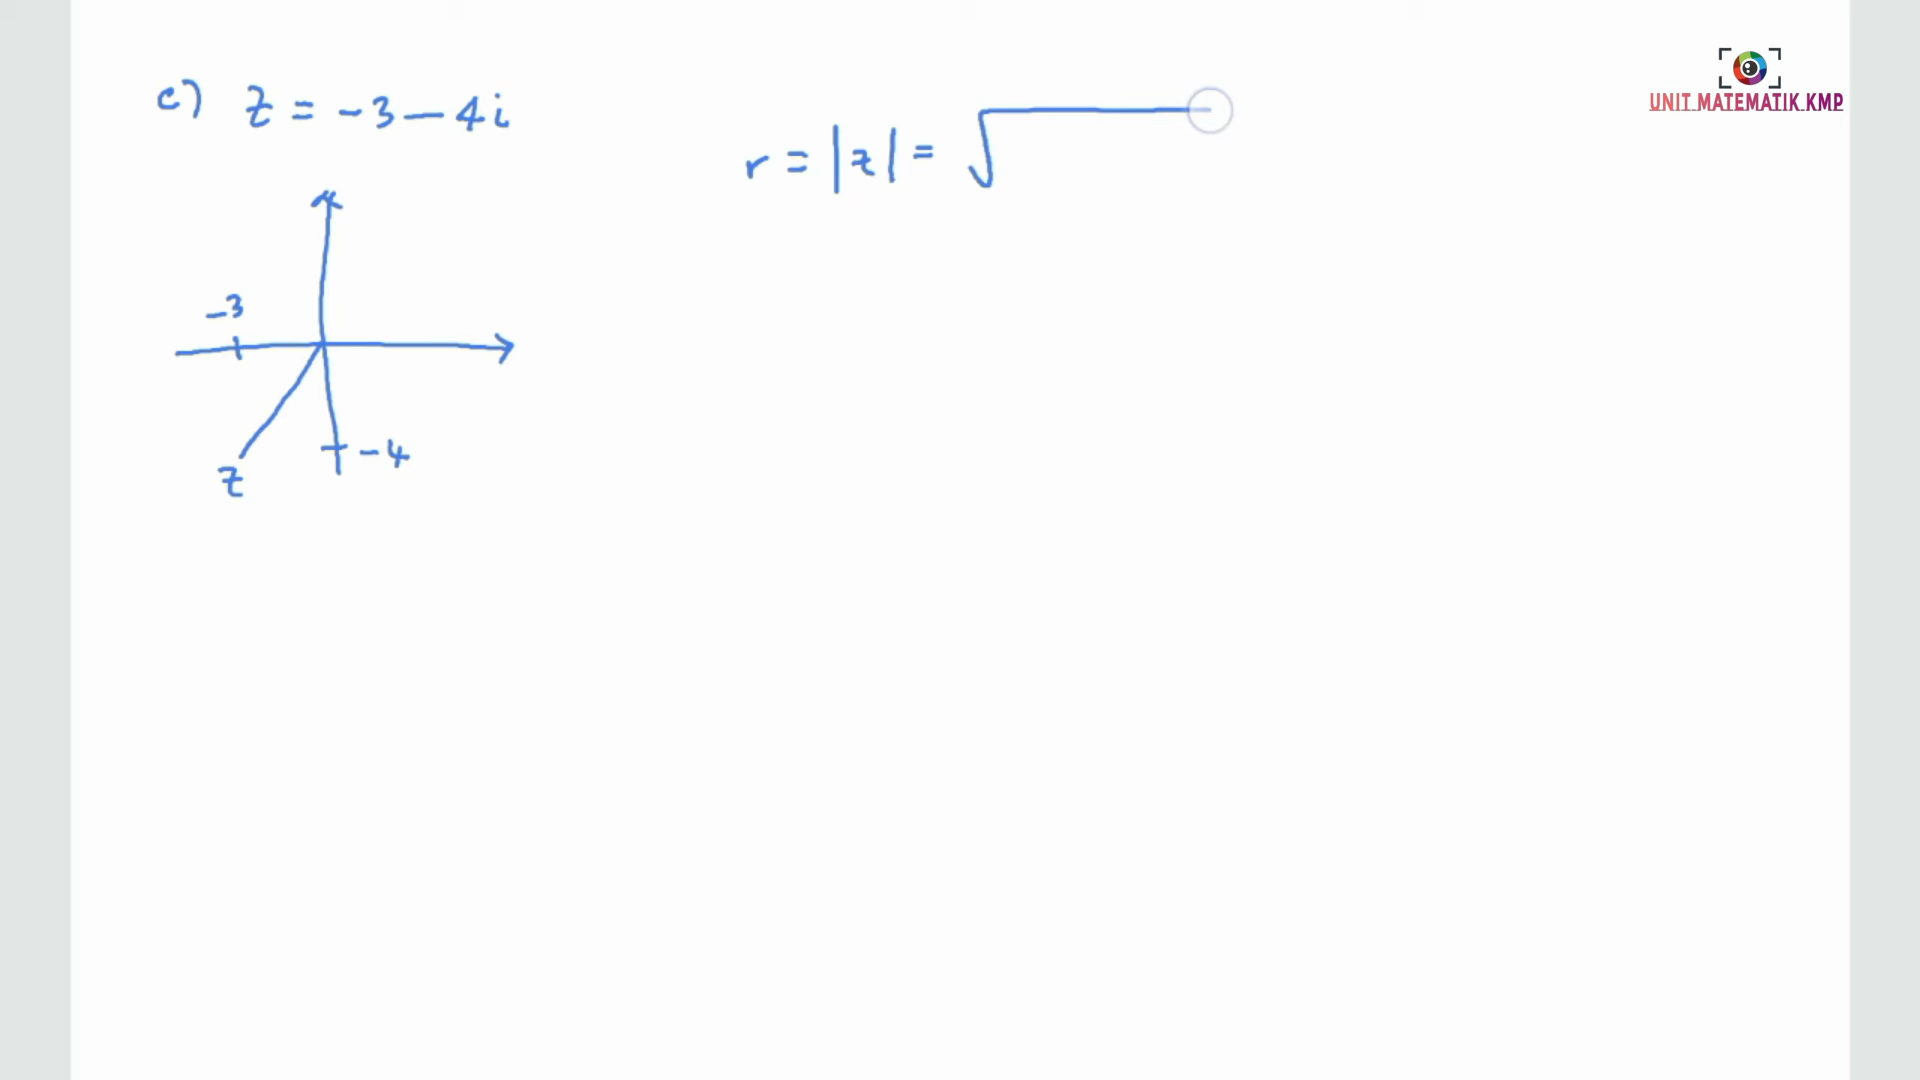 c) z = -3 - 4i
r = |z| = √
-3
-4
z
UNIT MATEMATIK KMP